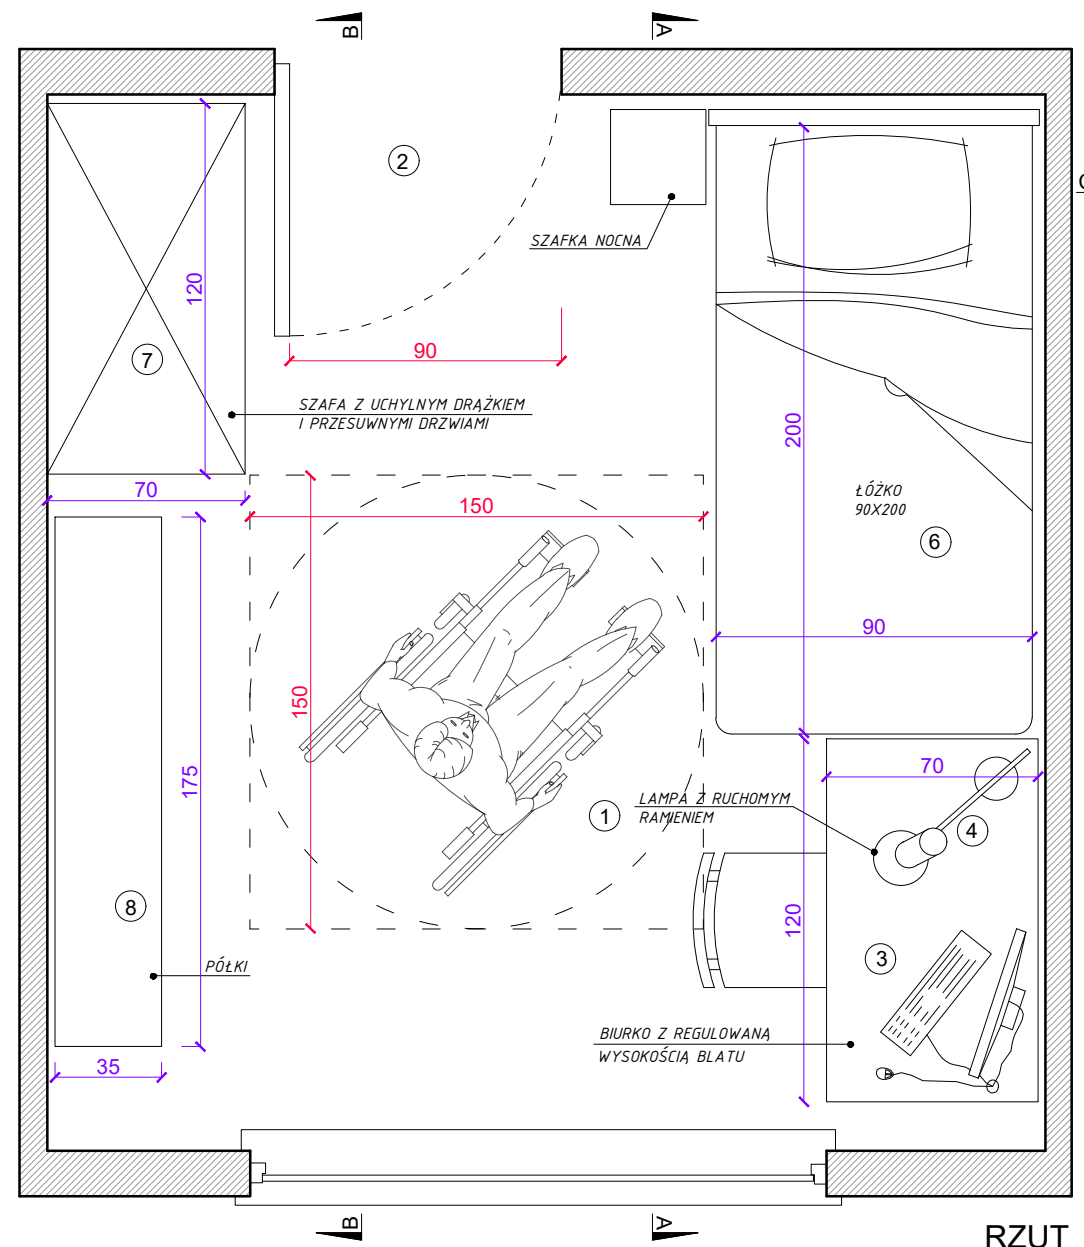 B
A
2
SZAFKA NOCNA
120
7
90
SZAFA Z UCHYLNYM DRĄŻKIEM
I PRZESUWNYMI DRZWIAMI
200
70
150
ŁÓŻKO
90X200
6
90
150
175
70
LAMPA Z RUCHOMYM
RAMIENIEM
1
4
8
120
3
PÓŁKI
BIURKO Z REGULOWANĄ
WYSOKOŚCIĄ BLATU
35
B
A
RZUT